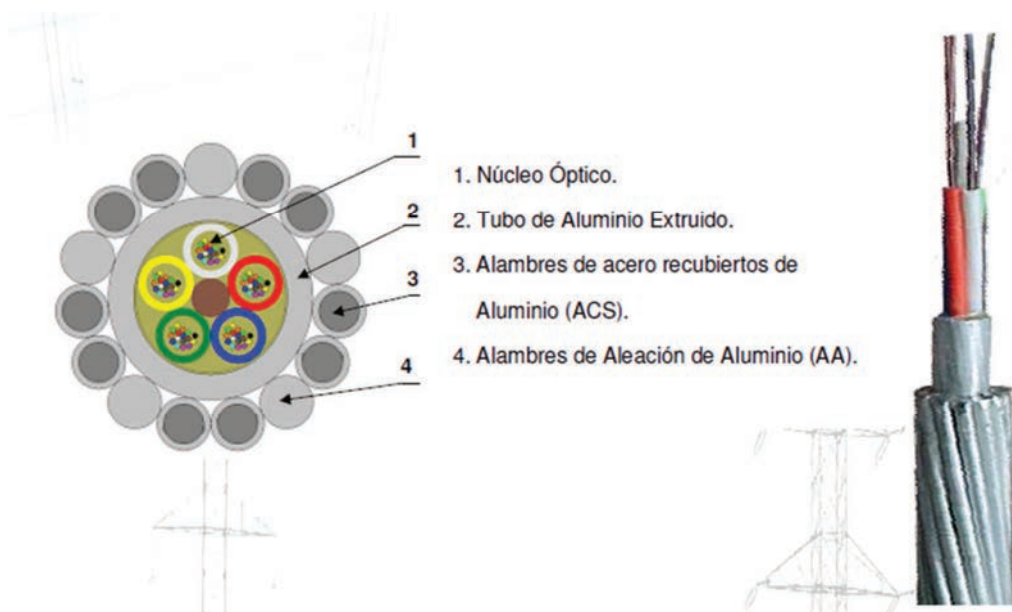 1
2
3
4
1. Núcleo Óptico.
2. Tubo de Aluminio Extruido.
3. Alambres de acero recubiertos de
Aluminio (ACS).
4. Alambres de Aleación de Aluminio (AA).